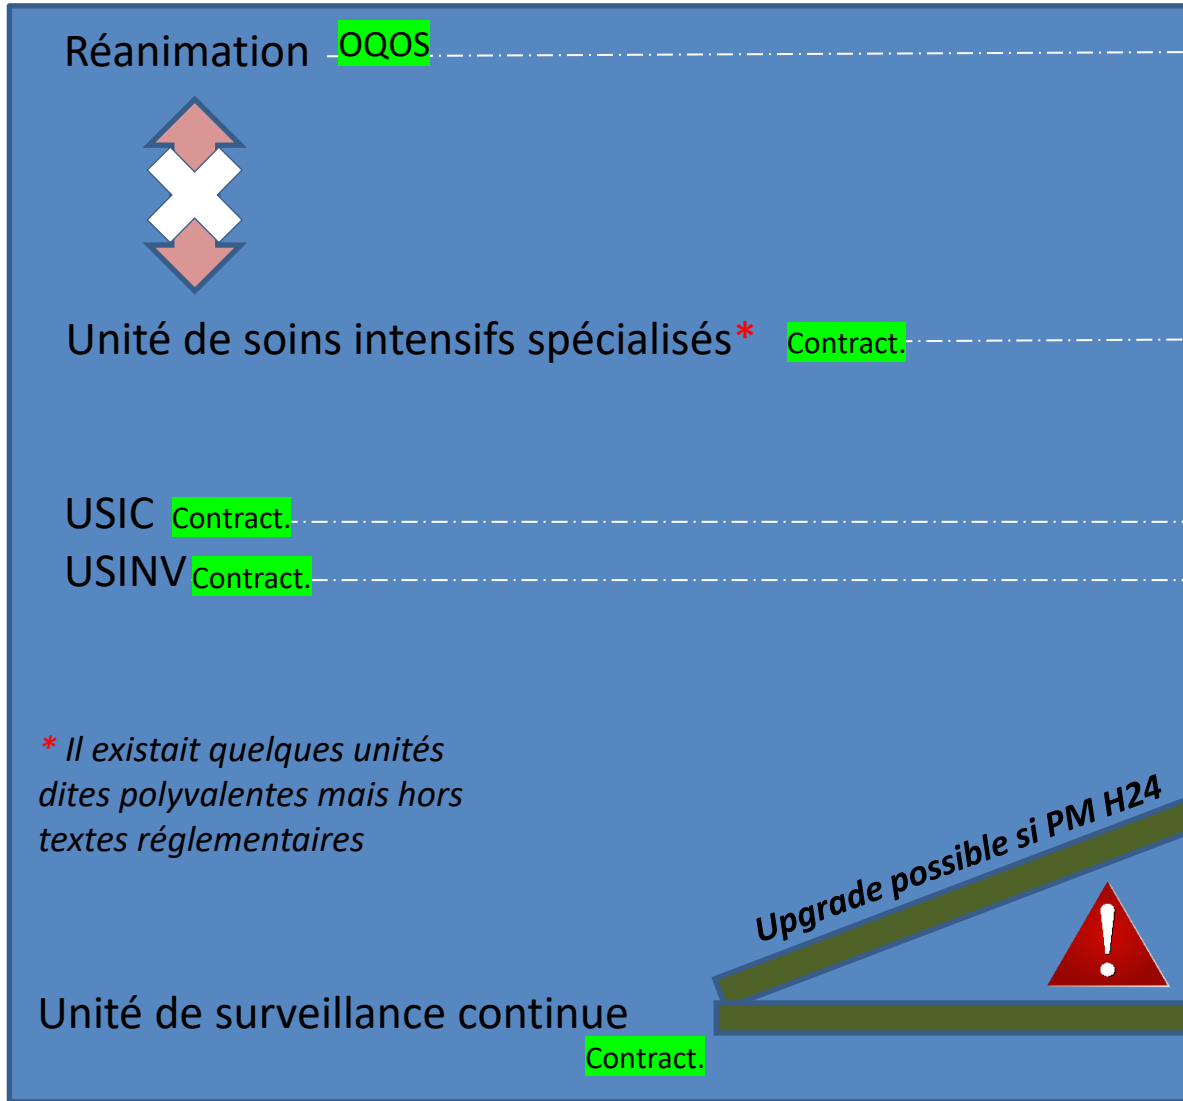 Réanimation OQOS
Unité de soins intensifs spécialisés* Contract.
USIC Contract.
USINV Contract.
* Il existait quelques unités
dites polyvalentes mais hors
textes réglementaires
Upgrade possible si PM H24
Unité de surveillance continue
Contract.